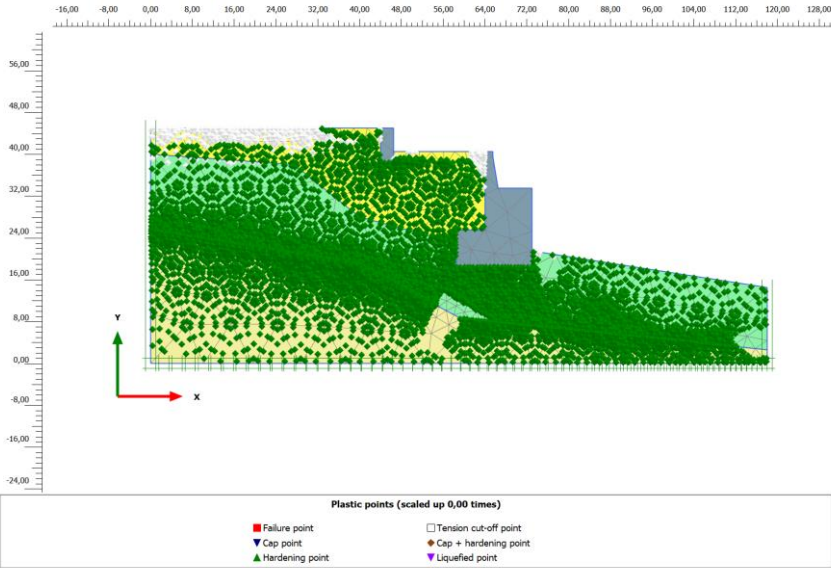 -16,00 -8,00 0,00 8,00 16,00 24,00 32,00 40,00 48,00 56,00 64,00 72,00 80,00 88,00 96,00 104,00 112,00 120,00 128,00
56,00
48,00
40,00
32,00
24,00
16,00
8,00
0,00
-8,00
-16,00
-24,00
Y
X
Plastic points (scaled up 0,00 times)
Failure point
Tension cut-off point
Cap point
Cap + hardening point
Hardening point
Liquefied point